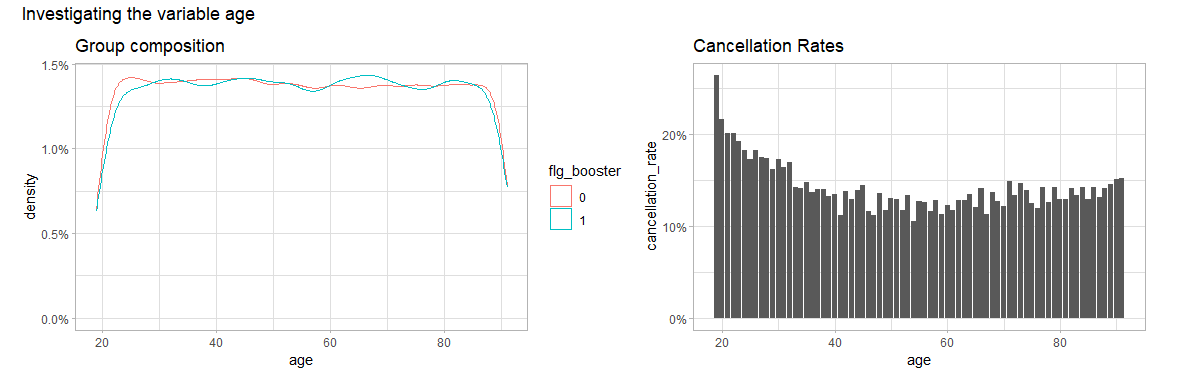 Investigating the variable age
Group composition
1.5%
1.0%
0.5%
0.0%
density
20 40 60 80
age
flg_booster
0
1
Cancellation Rates
20%
10%
0%
cancellation_rate
20 40 60 80
age